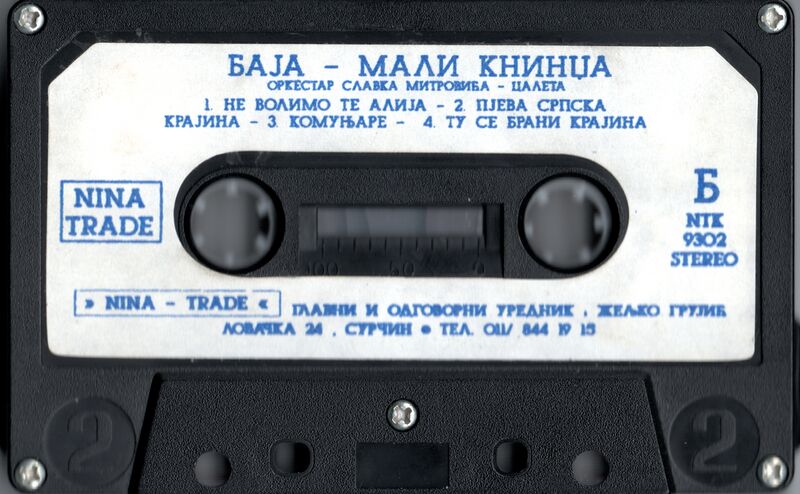 БАЈА - МАЛИ КНИНЏА
ОРКЕСТАР СЛАВКА МИТРОВИЋА - ЦАЛЕТА
1. НЕ ВОЛИМО ТЕ АЛИЈА - 2. ПЈЕВА СРПСКА
КРАЈИНА - 3. КОМУЊАРЕ - 4. ТУ СЕ БРАНИ КРАЈИНА
NINA
TRADE
Б
NTK
9302
STEREO
100 50 0
» NINA - TRADE « ГЛАВНИ И ОДГОВОРНИ УРЕДНИК : ЖЕЉКО ГРУЈИЋ
ЛОВАЧКА 24 , СУРЧИН • ТЕЛ. 011/ 844 19 15
2 2